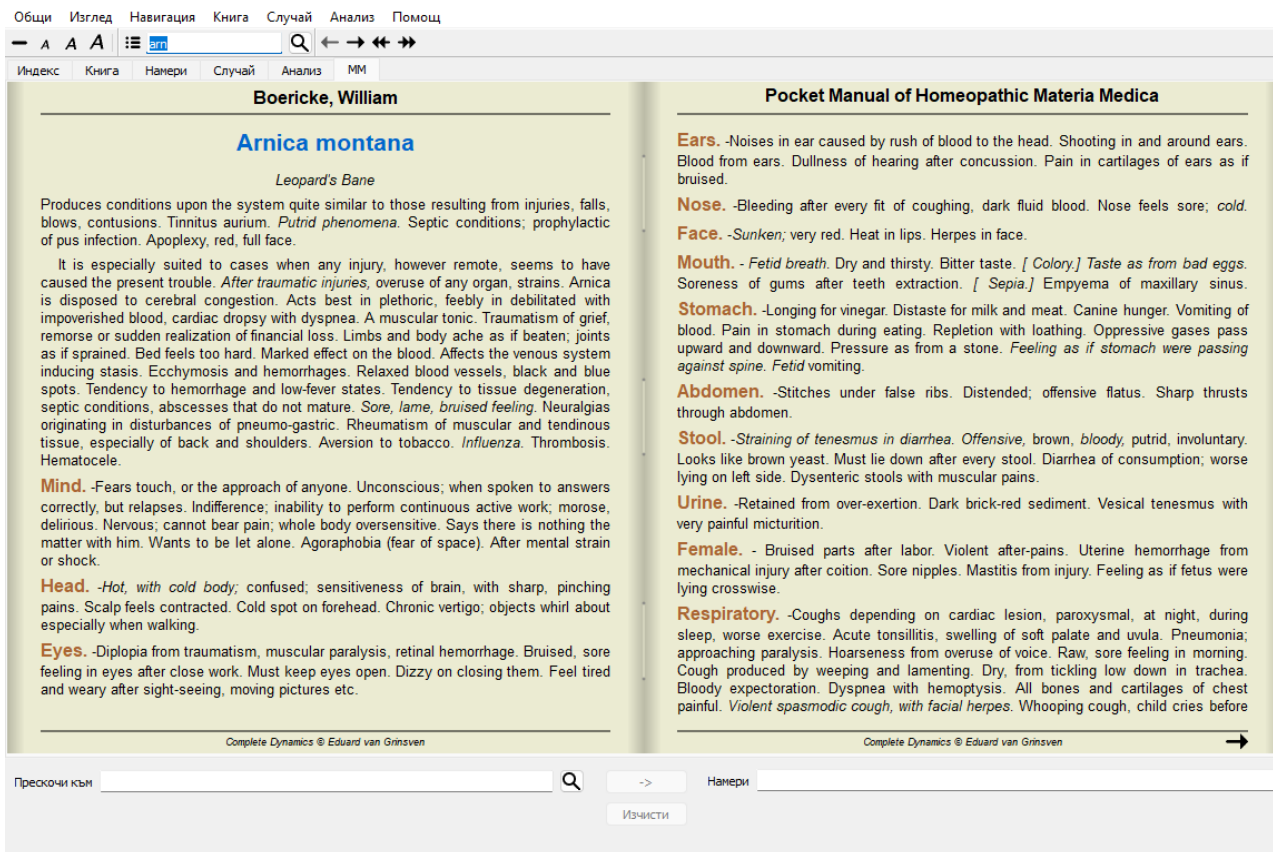 Общи Изглед Навигация Книга Случай Анализ Помощ
A A A arn
Индекс Книга Намери Случай Анализ ММ
Boericke, William
Arnica montana
Leopard's Bane
Produces conditions upon the system quite similar to those resulting from injuries, falls,
blows, contusions. Tinnitus aurium. Putrid phenomena. Septic conditions; prophylactic
of pus infection. Apoplexy, red, full face.
It is especially suited to cases when any injury, however remote, seems to have
caused the present trouble. After traumatic injuries, overuse of any organ, strains. Arnica
is disposed to cerebral congestion. Acts best in plethoric, feebly in debilitated with
impoverished blood, cardiac dropsy with dyspnea. A muscular tonic. Traumatism of grief,
remorse or sudden realization of financial loss. Limbs and body ache as if beaten; joints
as if sprained. Bed feels too hard. Marked effect on the blood. Affects the venous system
inducing stasis. Ecchymosis and hemorrhages. Relaxed blood vessels, black and blue
spots. Tendency to hemorrhage and low-fever states. Tendency to tissue degeneration,
septic conditions, abscesses that do not mature. Sore, lame, bruised feeling. Neuralgias
originating in disturbances of pneumo-gastric. Rheumatism of muscular and tendinous
tissue, especially of back and shoulders. Aversion to tobacco. Influenza. Thrombosis.
Hematocele.
Mind. -Fears touch, or the approach of anyone. Unconscious; when spoken to answers
correctly, but relapses. Indifference; inability to perform continuous active work; morose,
delirious. Nervous; cannot bear pain; whole body oversensitive. Says there is nothing the
matter with him. Wants to be let alone. Agoraphobia (fear of space). After mental strain
or shock.
Head. -Hot, with cold body; confused; sensitiveness of brain, with sharp, pinching
pains. Scalp feels contracted. Cold spot on forehead. Chronic vertigo; objects whirl about
especially when walking.
Eyes. -Diplopia from traumatism, muscular paralysis, retinal hemorrhage. Bruised, sore
feeling in eyes after close work. Must keep eyes open. Dizzy on closing them. Feel tired
and weary after sight-seeing, moving pictures etc.
Complete Dynamics © Eduard van Grinsven
Pocket Manual of Homeopathic Materia Medica
Ears. -Noises in ear caused by rush of blood to the head. Shooting in and around ears.
Blood from ears. Dullness of hearing after concussion. Pain in cartilages of ears as if
bruised.
Nose. -Bleeding after every fit of coughing, dark fluid blood. Nose feels sore; cold.
Face. -Sunken; very red. Heat in lips. Herpes in face.
Mouth. - Fetid breath. Dry and thirsty. Bitter taste. [ Colory.] Taste as from bad eggs.
Soreness of gums after teeth extraction. [ Sepia.] Empyema of maxillary sinus.
Stomach. -Longing for vinegar. Distaste for milk and meat. Canine hunger. Vomiting of
blood. Pain in stomach during eating. Repletion with loathing. Oppressive gases pass
upward and downward. Pressure as from a stone. Feeling as if stomach were passing
against spine. Fetid vomiting.
Abdomen. -Stitches under false ribs. Distended; offensive flatus. Sharp thrusts
through abdomen.
Stool. -Straining of tenesmus in diarrhea. Offensive, brown, bloody, putrid, involuntary.
Looks like brown yeast. Must lie down after every stool. Diarrhea of consumption; worse
lying on left side. Dysenteric stools with muscular pains.
Urine. -Retained from over-exertion. Dark brick-red sediment. Vesical tenesmus with
very painful micturition.
Female. - Bruised parts after labor. Violent after-pains. Uterine hemorrhage from
mechanical injury after coition. Sore nipples. Mastitis from injury. Feeling as if fetus were
lying crosswise.
Respiratory. -Coughs depending on cardiac lesion, paroxysmal, at night, during
sleep, worse exercise. Acute tonsillitis, swelling of soft palate and uvula. Pneumonia;
approaching paralysis. Hoarseness from overuse of voice. Raw, sore feeling in morning.
Cough produced by weeping and lamenting. Dry, from tickling low down in trachea.
Bloody expectoration. Dyspnea with hemoptysis. All bones and cartilages of chest
painful. Violent spasmodic cough, with facial herpes. Whooping cough, child cries before
Complete Dynamics © Eduard van Grinsven
Прескочи към -> Намери
Изчисти